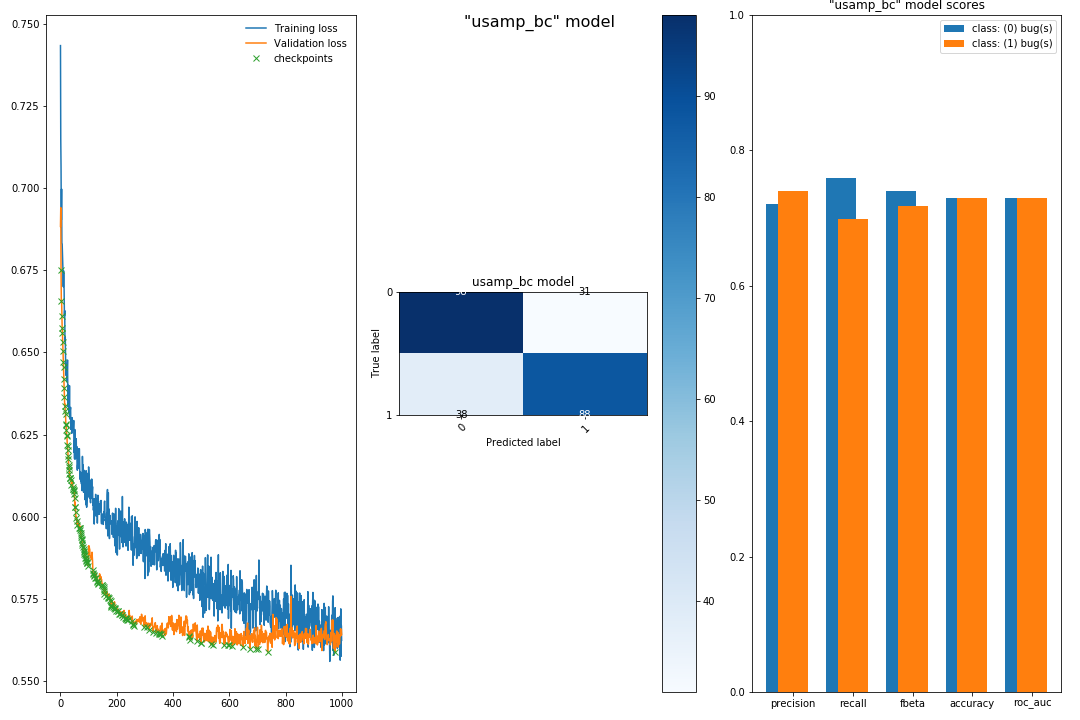 "usamp_bc" model
0.750
0.725
0.700
0.675
0.650
0.625
0.600
0.575
0.550
0
200
400
600
800
1000
Training loss
Validation loss
checkpoints
usamp_bc model
True label
0
1
31
38
88
0
1
Predicted label
90
80
70
60
50
40
"usamp_bc" model scores
class: (0) bug(s)
class: (1) bug(s)
1.0
0.8
0.6
0.4
0.2
0.0
precision
recall
fbeta
accuracy
roc_auc